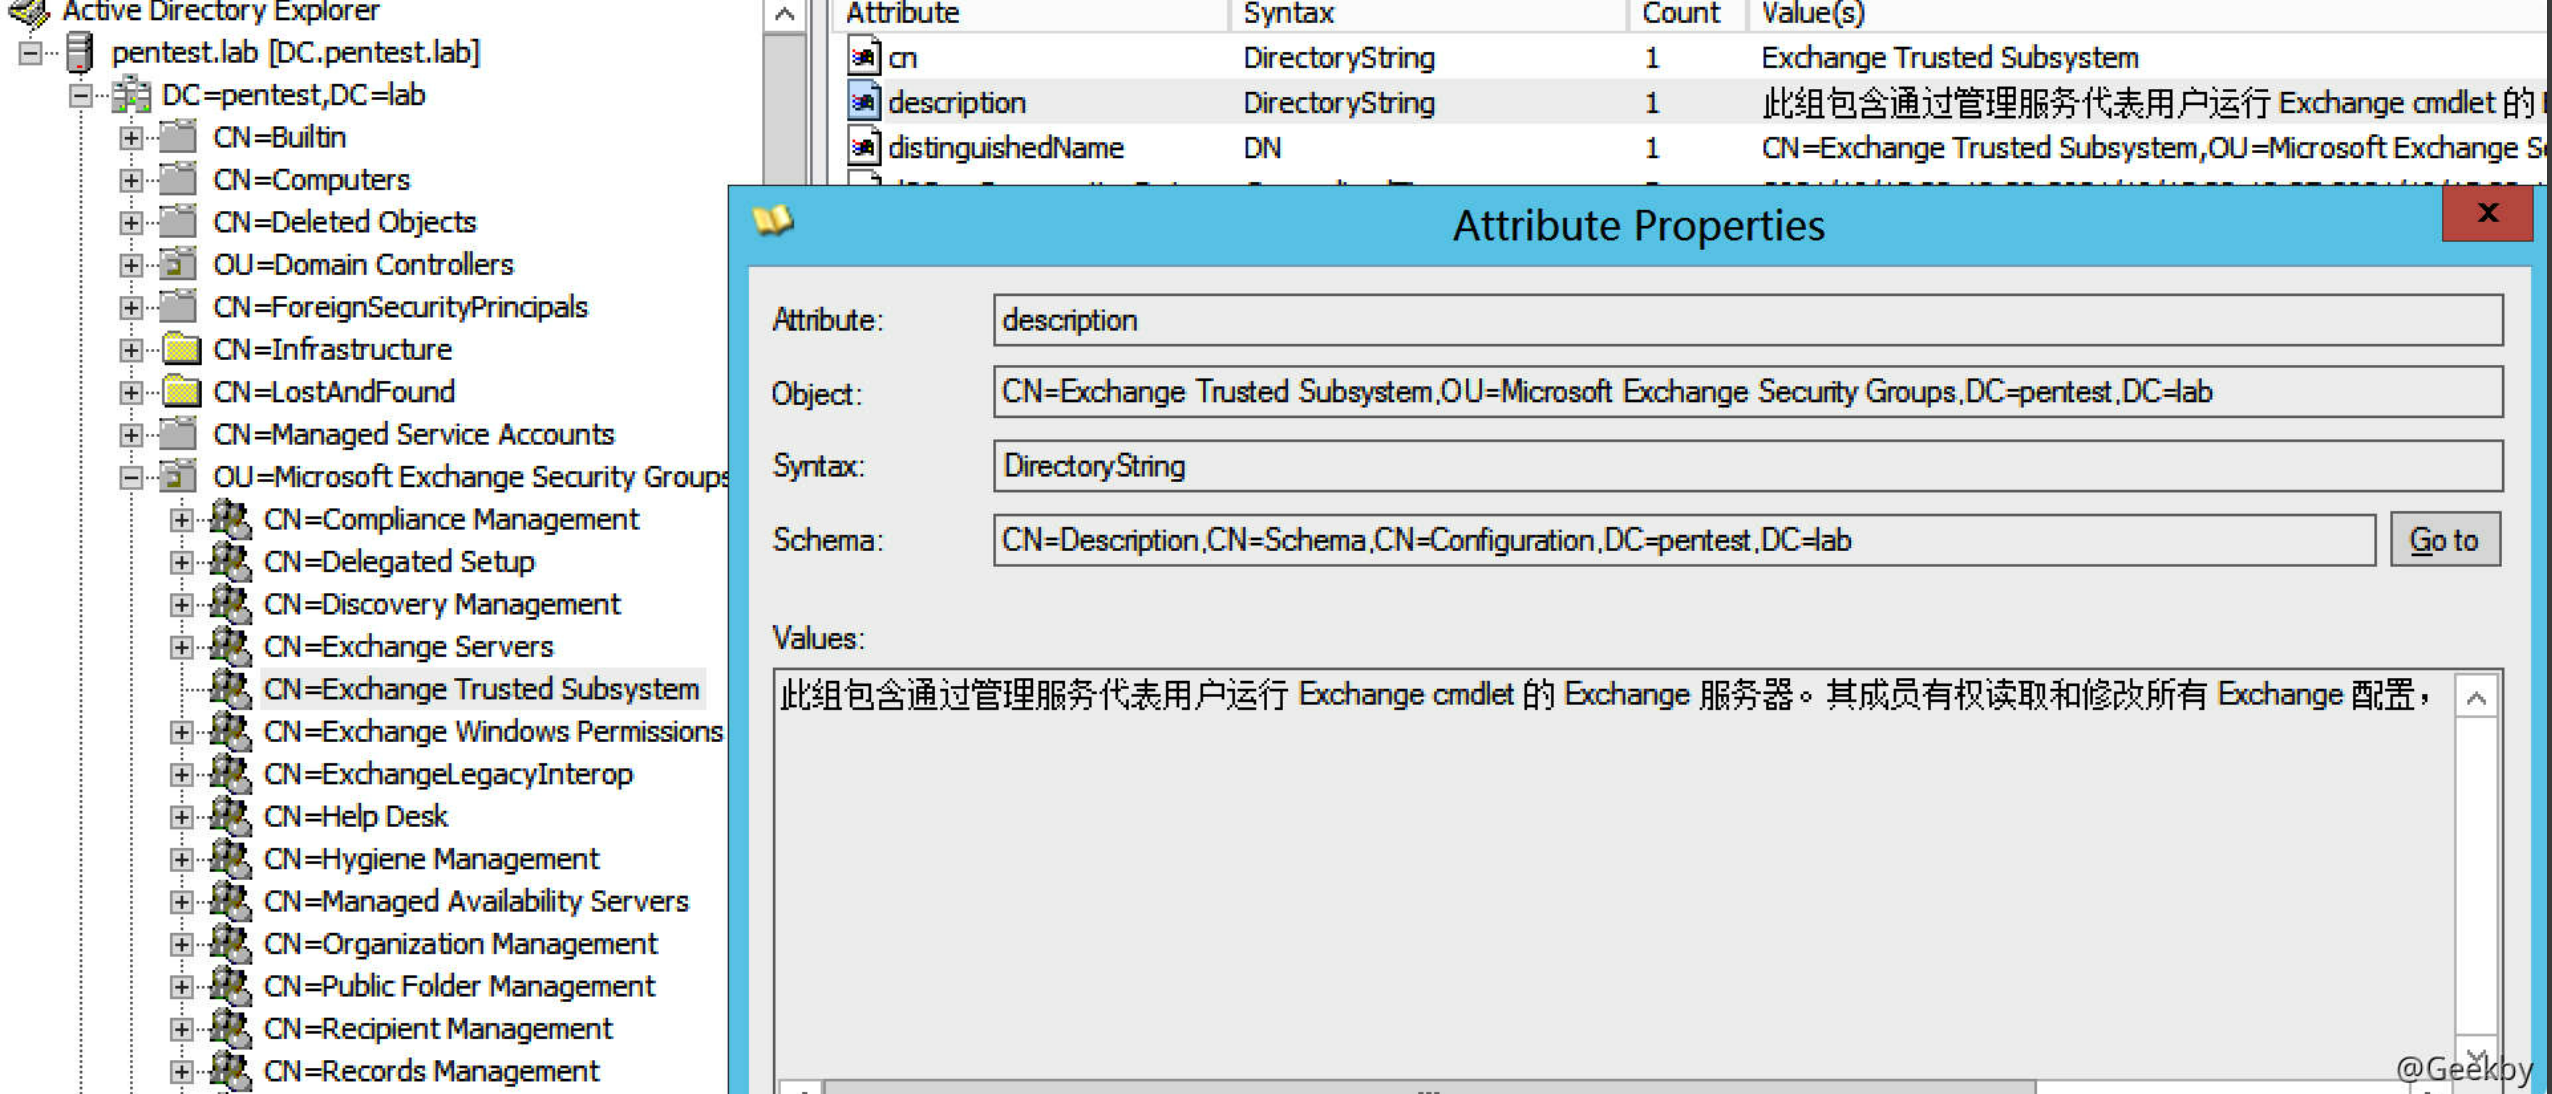 Active Directory Explorer
pentest.lab [DC.pentest.lab]
DC=pentest,DC=lab
CN=Builtin
CN=Computers
CN=Deleted Objects
OU=Domain Controllers
CN=ForeignSecurityPrincipals
CN=Infrastructure
CN=LostAndFound
CN=Managed Service Accounts
OU=Microsoft Exchange Security Groups
CN=Compliance Management
CN=Delegated Setup
CN=Discovery Management
CN=Exchange Servers
CN=Exchange Trusted Subsystem
CN=Exchange Windows Permissions
CN=ExchangeLegacyInterop
CN=Help Desk
CN=Hygiene Management
CN=Managed Availability Servers
CN=Organization Management
CN=Public Folder Management
CN=Recipient Management
CN=Records Management
Attribute Syntax Count Value(s)
cn DirectoryString 1 Exchange Trusted Subsystem
description DirectoryString 1 此组包含通过管理服务代表用户运行 Exchange cmdlet 的
distinguishedName DN 1 CN=Exchange Trusted Subsystem,OU=Microsoft Exchange
Attribute Properties
x
Attribute: description
Object: CN=Exchange Trusted Subsystem,OU=Microsoft Exchange Security Groups,DC=pentest,DC=lab
Syntax: DirectoryString
Schema: CN=Description,CN=Schema,CN=Configuration,DC=pentest,DC=lab Go to
Values:
此组包含通过管理服务代表用户运行 Exchange cmdlet 的 Exchange 服务器。其成员有权读取和修改所有 Exchange 配置，
@Geekby